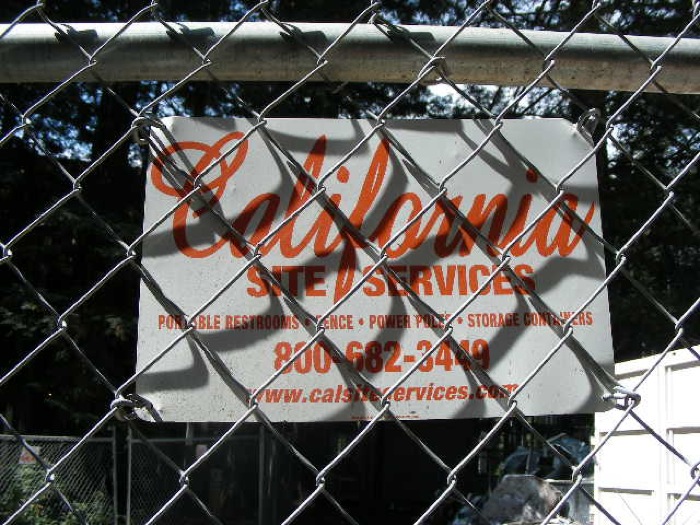 California
SITE SERVICES
PORTABLE RESTROOMS • FENCE • POWER POLES • STORAGE CONTAINERS
800-682-3449
www.calsiteservices.com